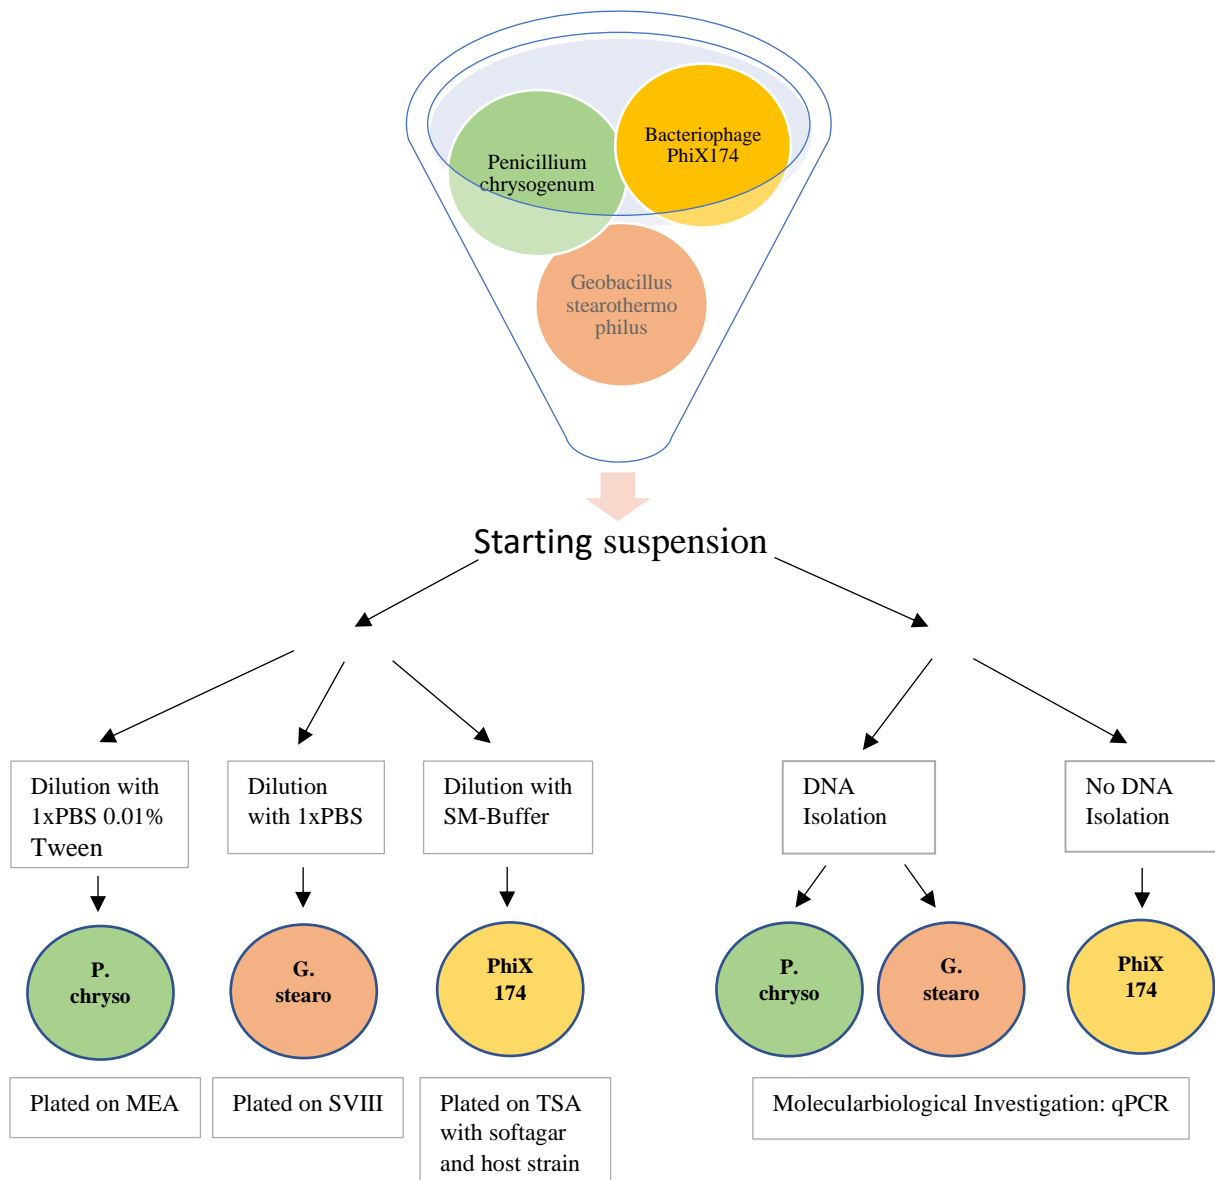 Penicillium
chrysogenum
Bacteriophage
PhiX174
Geobacillus
stearothermo
philus
Starting suspension
Dilution with
1xPBS 0.01%
Tween
Dilution
with 1xPBS
Dilution with
SM-Buffer
DNA
Isolation
No DNA
Isolation
P.
chryso
G.
stearo
PhiX
174
P.
chryso
G.
stearo
PhiX
174
Plated on MEA
Plated on SVIII
Plated on TSA
with softagar
and host strain
Molecularbiological Investigation: qPCR